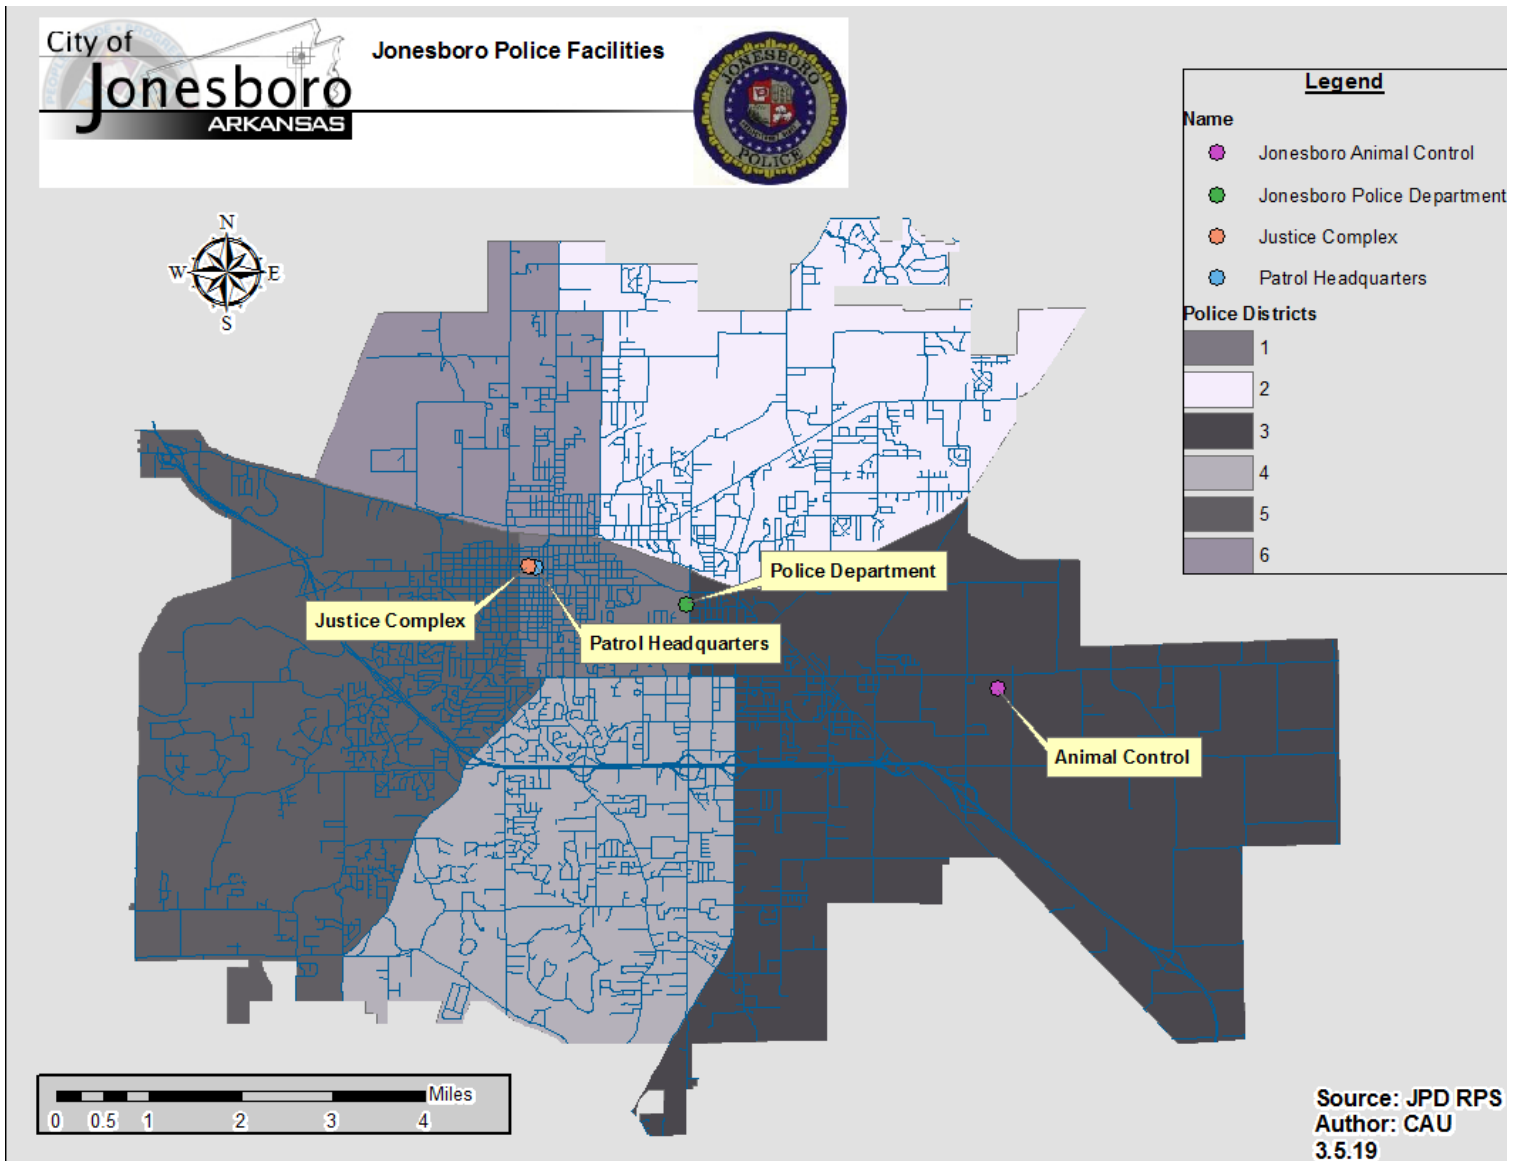 City of
Jonesboro
ARKANSAS
Jonesboro Police Facilities
JONESBORO
POLICE
N
W E
S
Legend
Name
Jonesboro Animal Control
Jonesboro Police Department
Justice Complex
Patrol Headquarters
Police Districts
1
2
3
4
5
6
Police Department
Justice Complex
Patrol Headquarters
Animal Control
Miles
0 0.5 1 2 3 4
Source: JPD RPS
Author: CAU
3.5.19